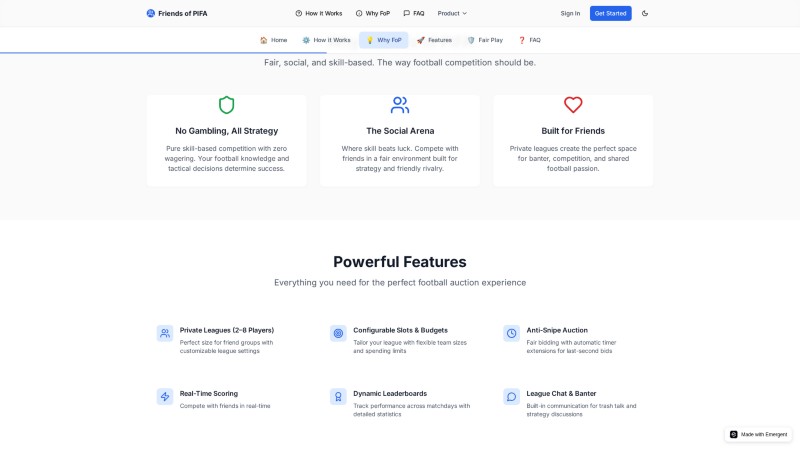 Friends of PIFA
How It Works
Why FoP
FAQ
Product
Sign In
Get Started
Home
How It Works
Why FoP
Features
Fair Play
FAQ
Fair, social, and skill-based. The way football competition should be.
No Gambling, All Strategy
Pure skill-based competition with zero
wagering. Your football knowledge and
tactical decisions determine success.
The Social Arena
Where skill beats luck. Compete with
friends in a fair environment built for
strategy and friendly rivalry.
Built for Friends
Private leagues create the perfect space
for banter, competition, and shared
football passion.
Powerful Features
Everything you need for the perfect football auction experience
Private Leagues (2–8 Players)
Perfect size for friend groups with
customizable league settings
Configurable Slots & Budgets
Tailor your league with flexible team sizes
and spending limits
Anti-Snipe Auction
Fair bidding with automatic timer
extensions for last-second bids
Real-Time Scoring
Compete with friends in real-time
Dynamic Leaderboards
Track performance across matchdays with
detailed statistics
League Chat & Banter
Built-in communication for trash talk and
strategy discussions
Made with Emergent